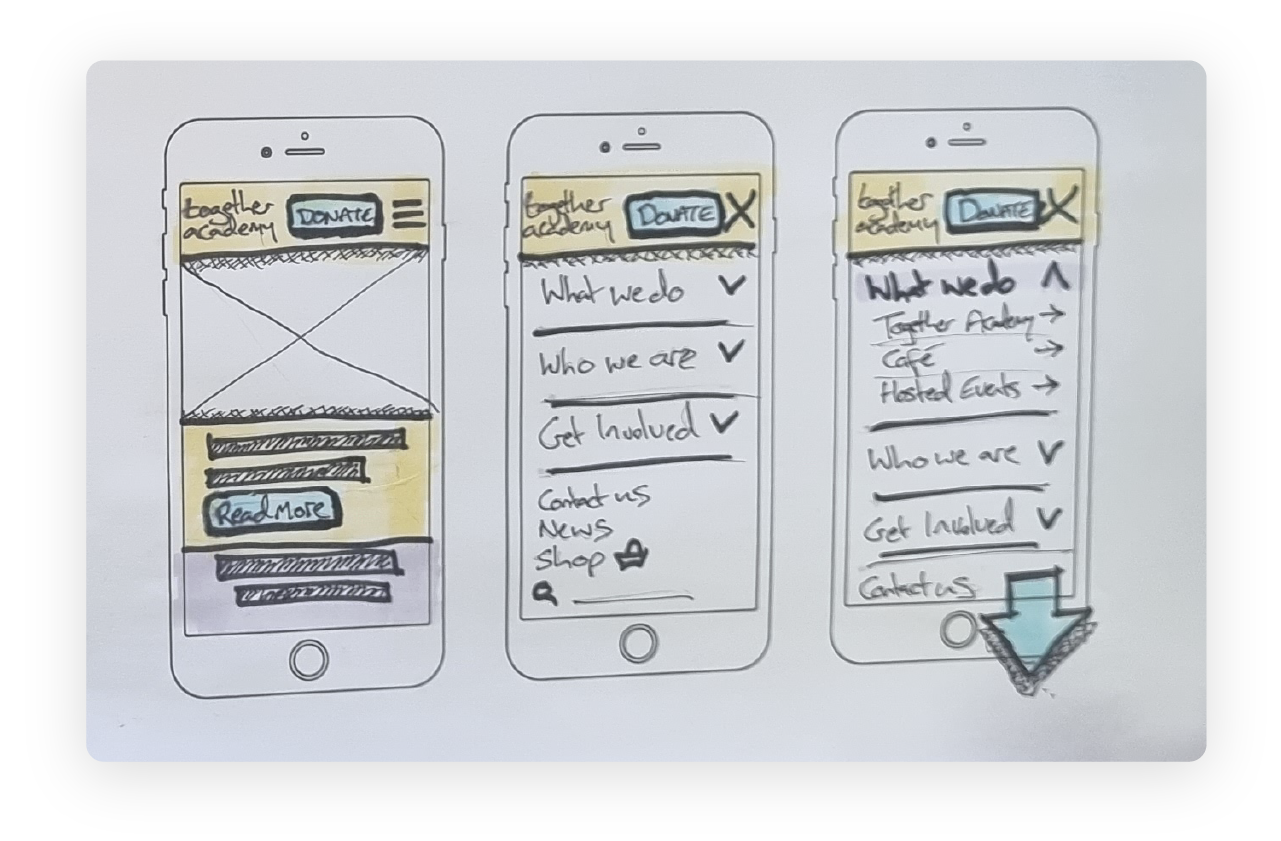 together
academy
DONATE
Read More
together
academy
DONATE
What we do
Who we are
Get Involved
Contact us
News
Shop
together
academy
DONATE
What we do
Together Academy
Café
Hosted Events
Who we are
Get Involved
Contact us